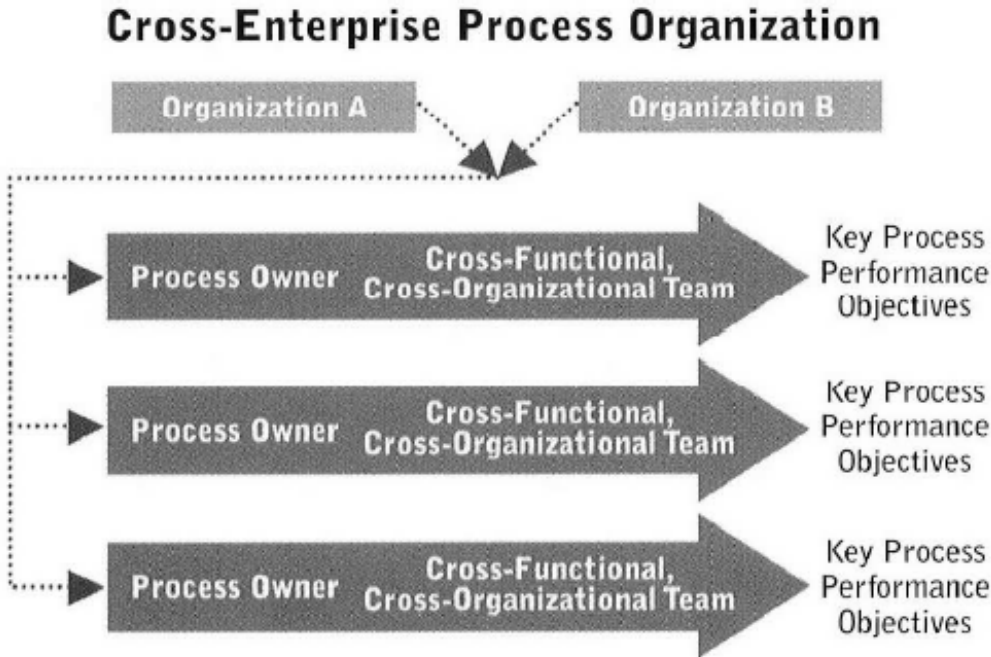 Cross-Enterprise Process Organization
Organization A
Organization B
Process Owner
Cross-Functional,
Cross-Organizational Team
Key Process
Performance
Objectives
Process Owner
Cross-Functional,
Cross-Organizational Team
Key Process
Performance
Objectives
Process Owner
Cross-Functional,
Cross-Organizational Team
Key Process
Performance
Objectives